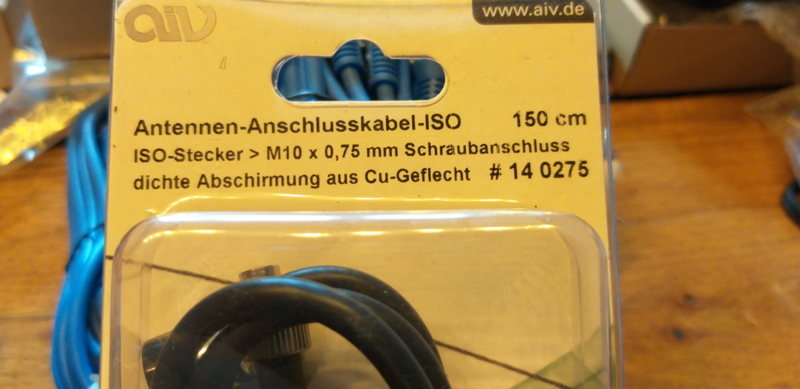 aiv
www.aiv.de
Antennen-Anschlusskabel-ISO 150 cm
ISO-Stecker > M10 x 0,75 mm Schraubanschluss
dichte Abschirmung aus Cu-Geflecht # 14 0275